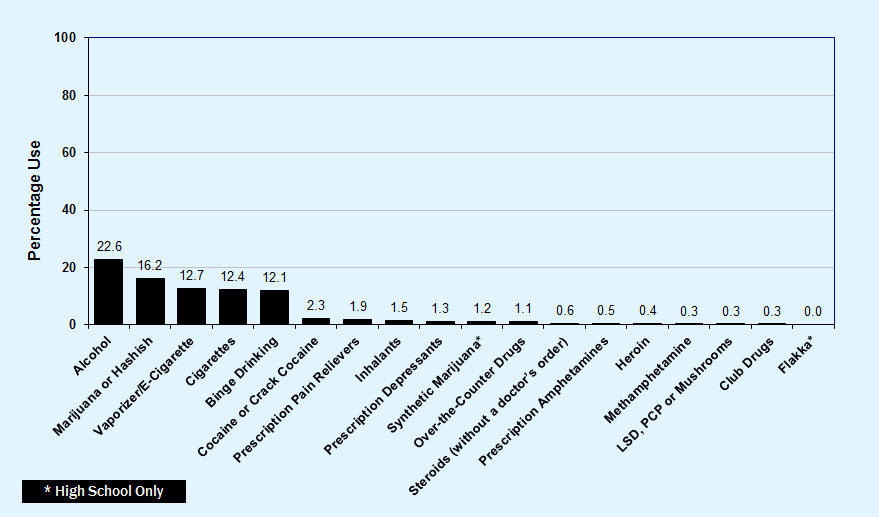 Percentage Use
100
80
60
40
20
0
22.6
16.2
12.7
12.4
12.1
2.3
1.9
1.5
1.3
1.2
1.1
0.6
0.5
0.4
0.3
0.3
0.3
0.0
Alcohol
Marijuana or Hashish
Vaporizer/E-Cigarette
Cigarettes
Binge Drinking
Cocaine or Crack Cocaine
Prescription Pain Relievers
Inhalants
Prescription Depressants
Synthetic Marijuana*
Over-the-Counter Drugs
Steroids (without a doctor's order)
Prescription Amphetamines
Heroin
Methamphetamine
LSD, PCP or Mushrooms
Club Drugs
Flakka*
* High School Only